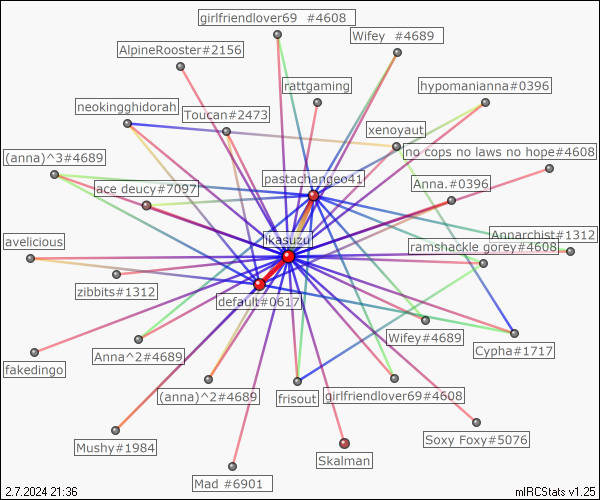 girlfriendlover69 #4608
Wifey #4689
AlpineRooster#2156
rattgaming
hypomanianna#0396
neokingghidorah
Toucan#2473
xenoyaut
(anna)^3#4689
no cops no laws no hope#4608
pastachangeo41
ace deucy#7097
Anna.#0396
avelicious
ikasuzu
Annarchist#1312
ramshackle gorey#4608
zibbits#1312
default#0617
Wifey#4689
Cypha#1717
Anna^2#4689
fakedingo
(anna)^2#4689
frisout
girlfriendlover69#4608
Mushy#1984
Soxy Foxy#5076
Skalman
Mad #6901
2.7.2024 21:36
mIRCStats v1.25